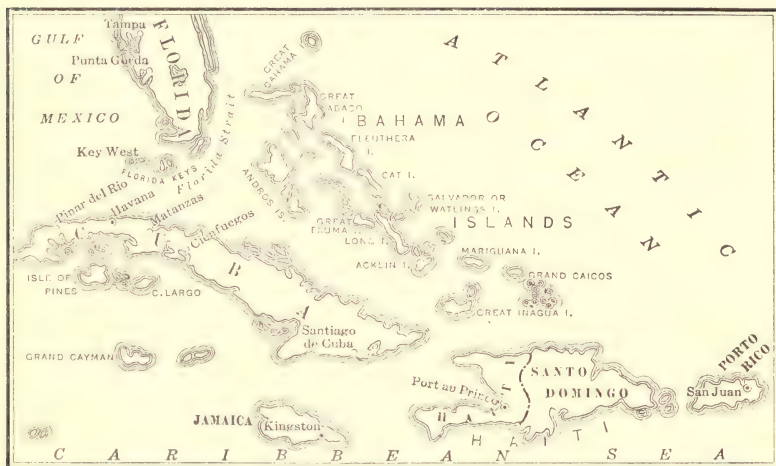 GULF
OF
MEXICO
Tampa
Punta Gorda
FLORIDA
Key West
FLORIDA KEYS
Florida Strait
GREAT BAHAMA
GREAT
ABACO
I.
BAHAMA
ISLANDS
ATLANTIC
OCEAN
ELEUTHERA
I.
CAT I.
ANDROS IS.
SALVADOR OR
WATLINGS I.
GREAT
EXUMA I.
LONG I.
ACKLIN I.
MARIGUANA I.
GRAND CAICOS
GREAT INAGUA I.
Pinar del Rio
Havana
Matanzas
Cienfuegos
CUBA
ISLE OF
PINES
C. LARGO
Santiago
de Cuba
GRAND CAYMAN
JAMAICA
Kingston
Port au Prince
HAITI
SANTO
DOMINGO
HAITI
PORTO
RICO
San Juan
CARIBBEAN SEA